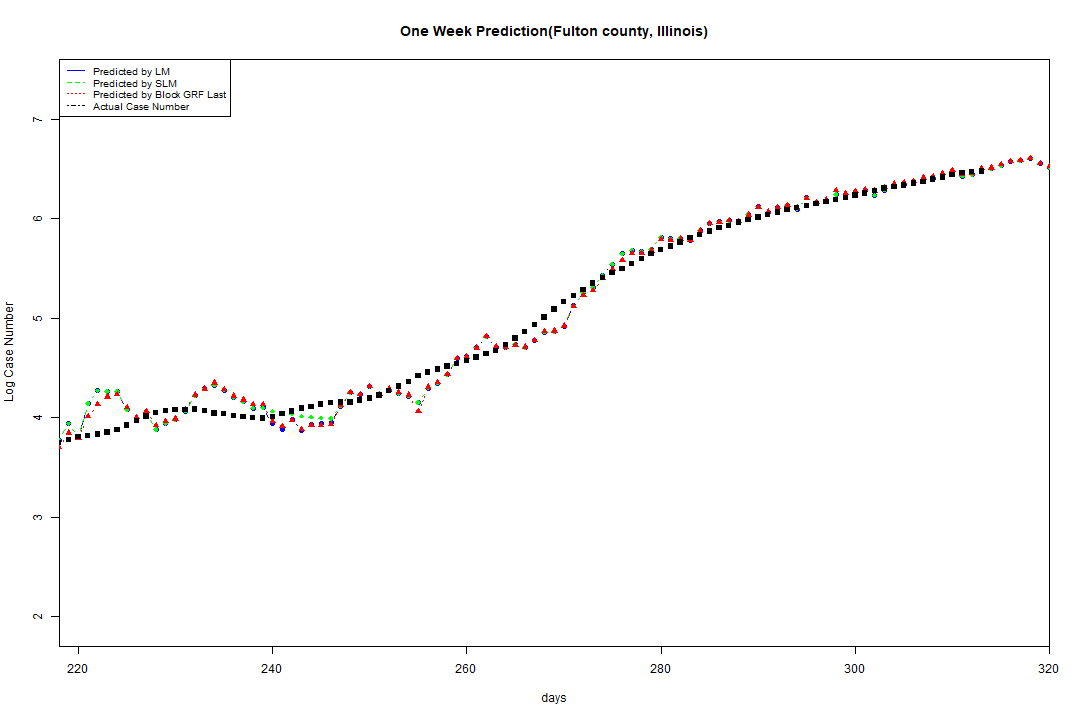 One Week Prediction(Fulton county, Illinois)
Predicted by LM
Predicted by SLM
Predicted by Block GRF Last
Actual Case Number
Log Case Number
7
6
5
4
3
2
220 240 260 280 300 320
days